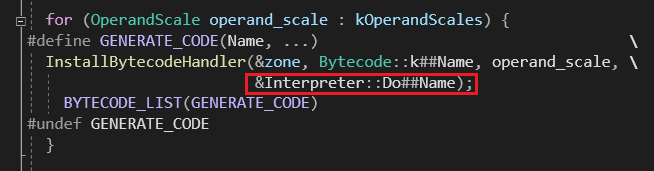 for (OperandScale operand_scale : kOperandScales) {
#define GENERATE_CODE(Name, ...) \
InstallBytecodeHandler(&zone, Bytecode::k##Name, operand_scale, \
&Interpreter::Do##Name);
BYTECODE_LIST(GENERATE_CODE)
#undef GENERATE_CODE
}